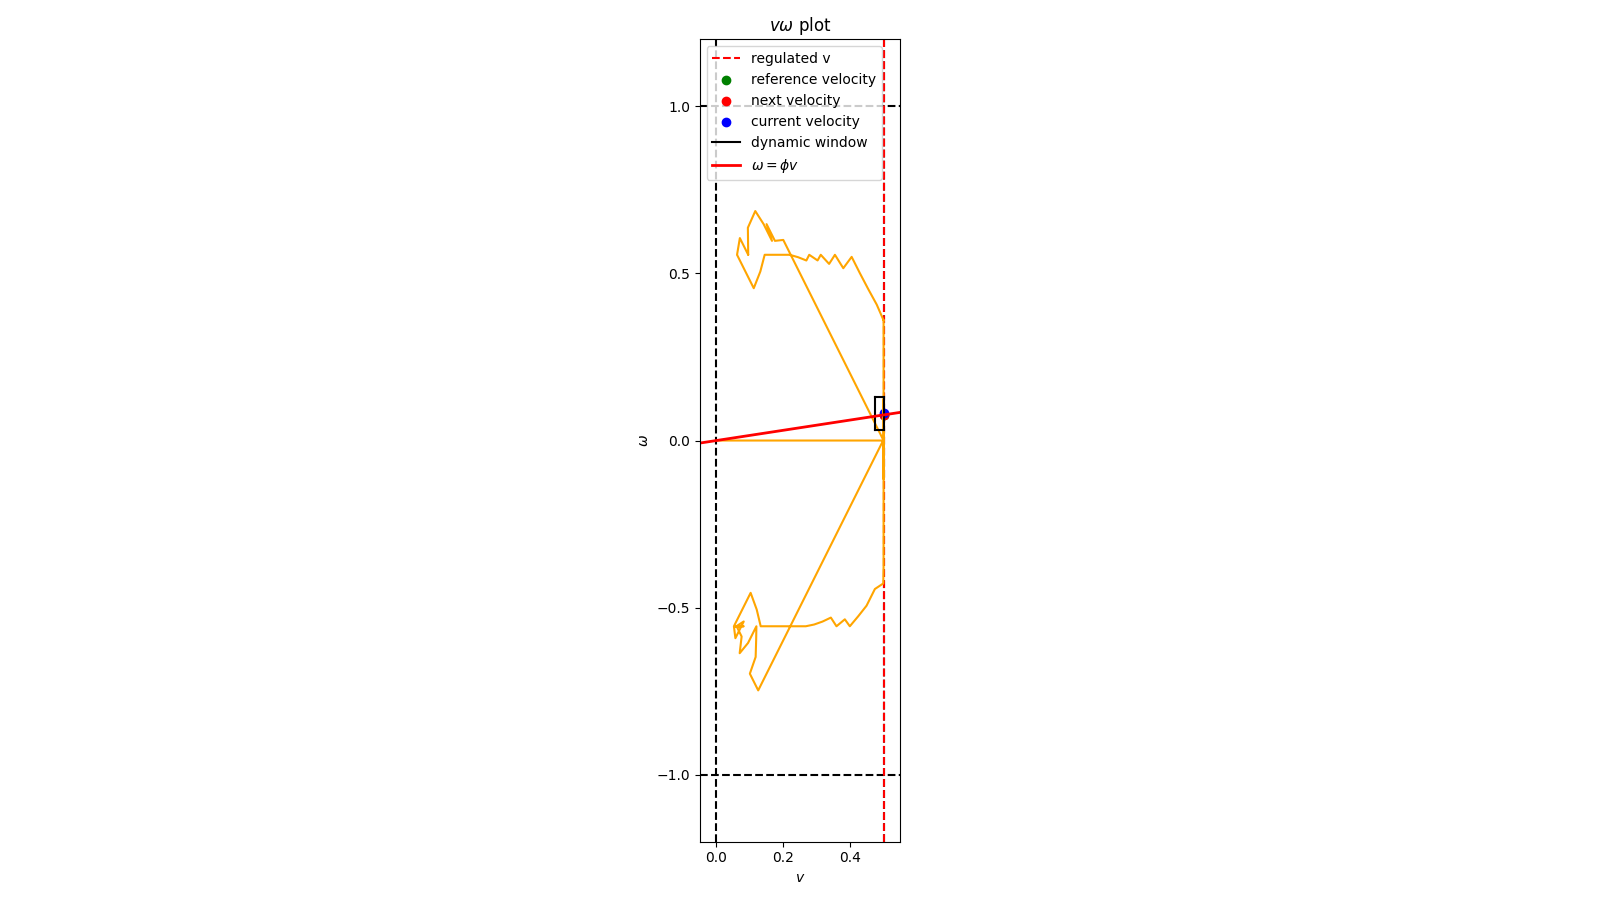 vω plot
regulated v
reference velocity
next velocity
current velocity
dynamic window
ω = ϕv
1.0
0.5
0.0
−0.5
−1.0
ω
0.0 0.2 0.4
v